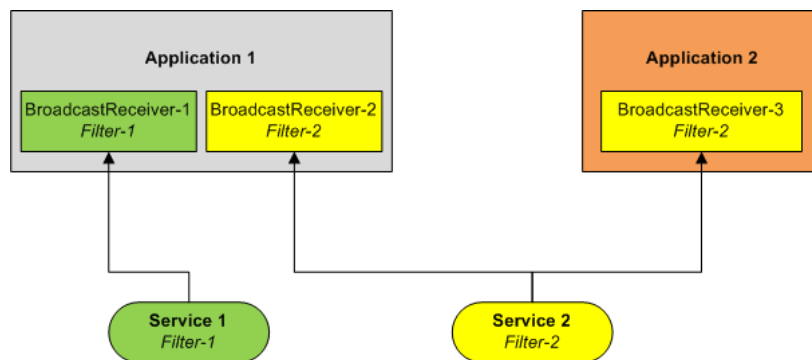 Application 1
Application 2
BroadcastReceiver-1
Filter-1
BroadcastReceiver-2
Filter-2
BroadcastReceiver-3
Filter-2
Service 1
Filter-1
Service 2
Filter-2